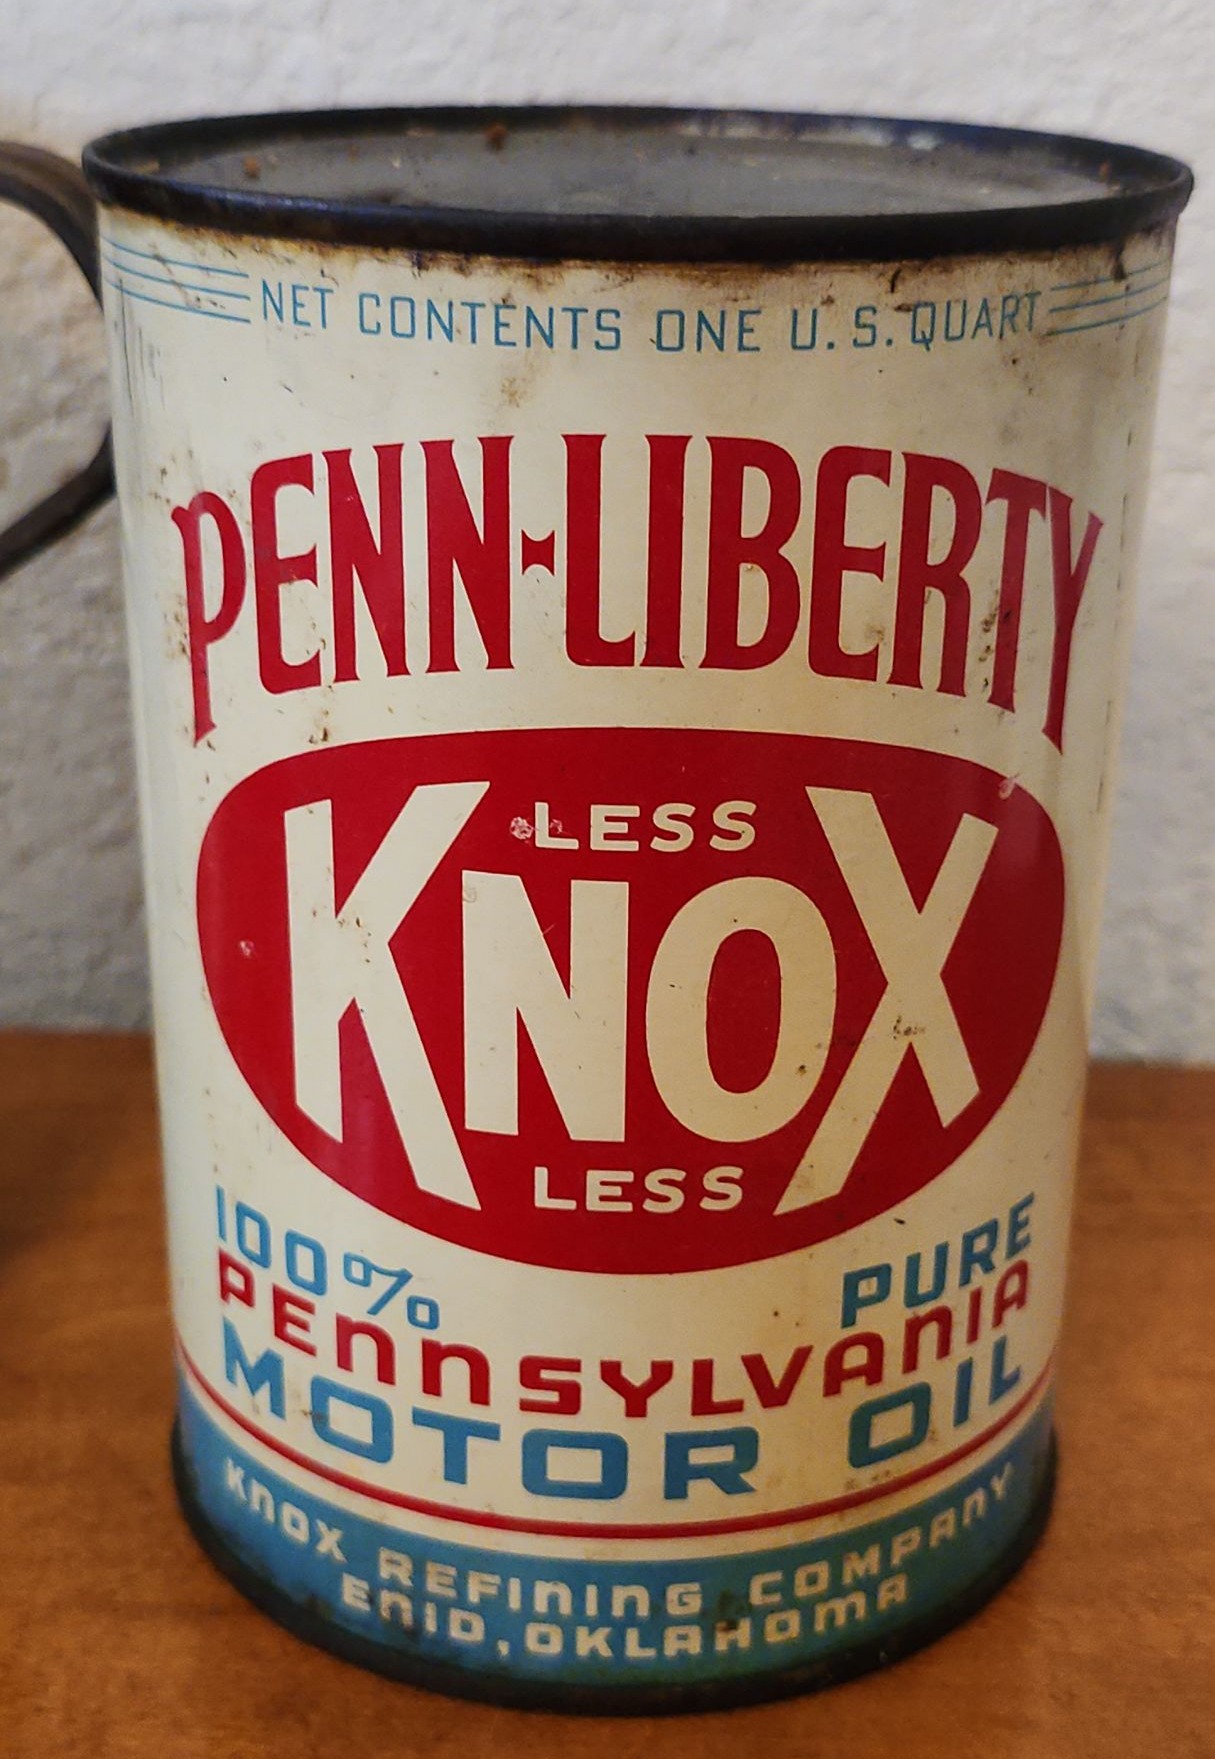 NET CONTENTS ONE U.S. QUART
PENN-LIBERTY
LESS
KNOX
LESS
100% PURE
PENNSYLVANIA
MOTOR OIL
KNOX REFINING COMPANY
ENID, OKLAHOMA